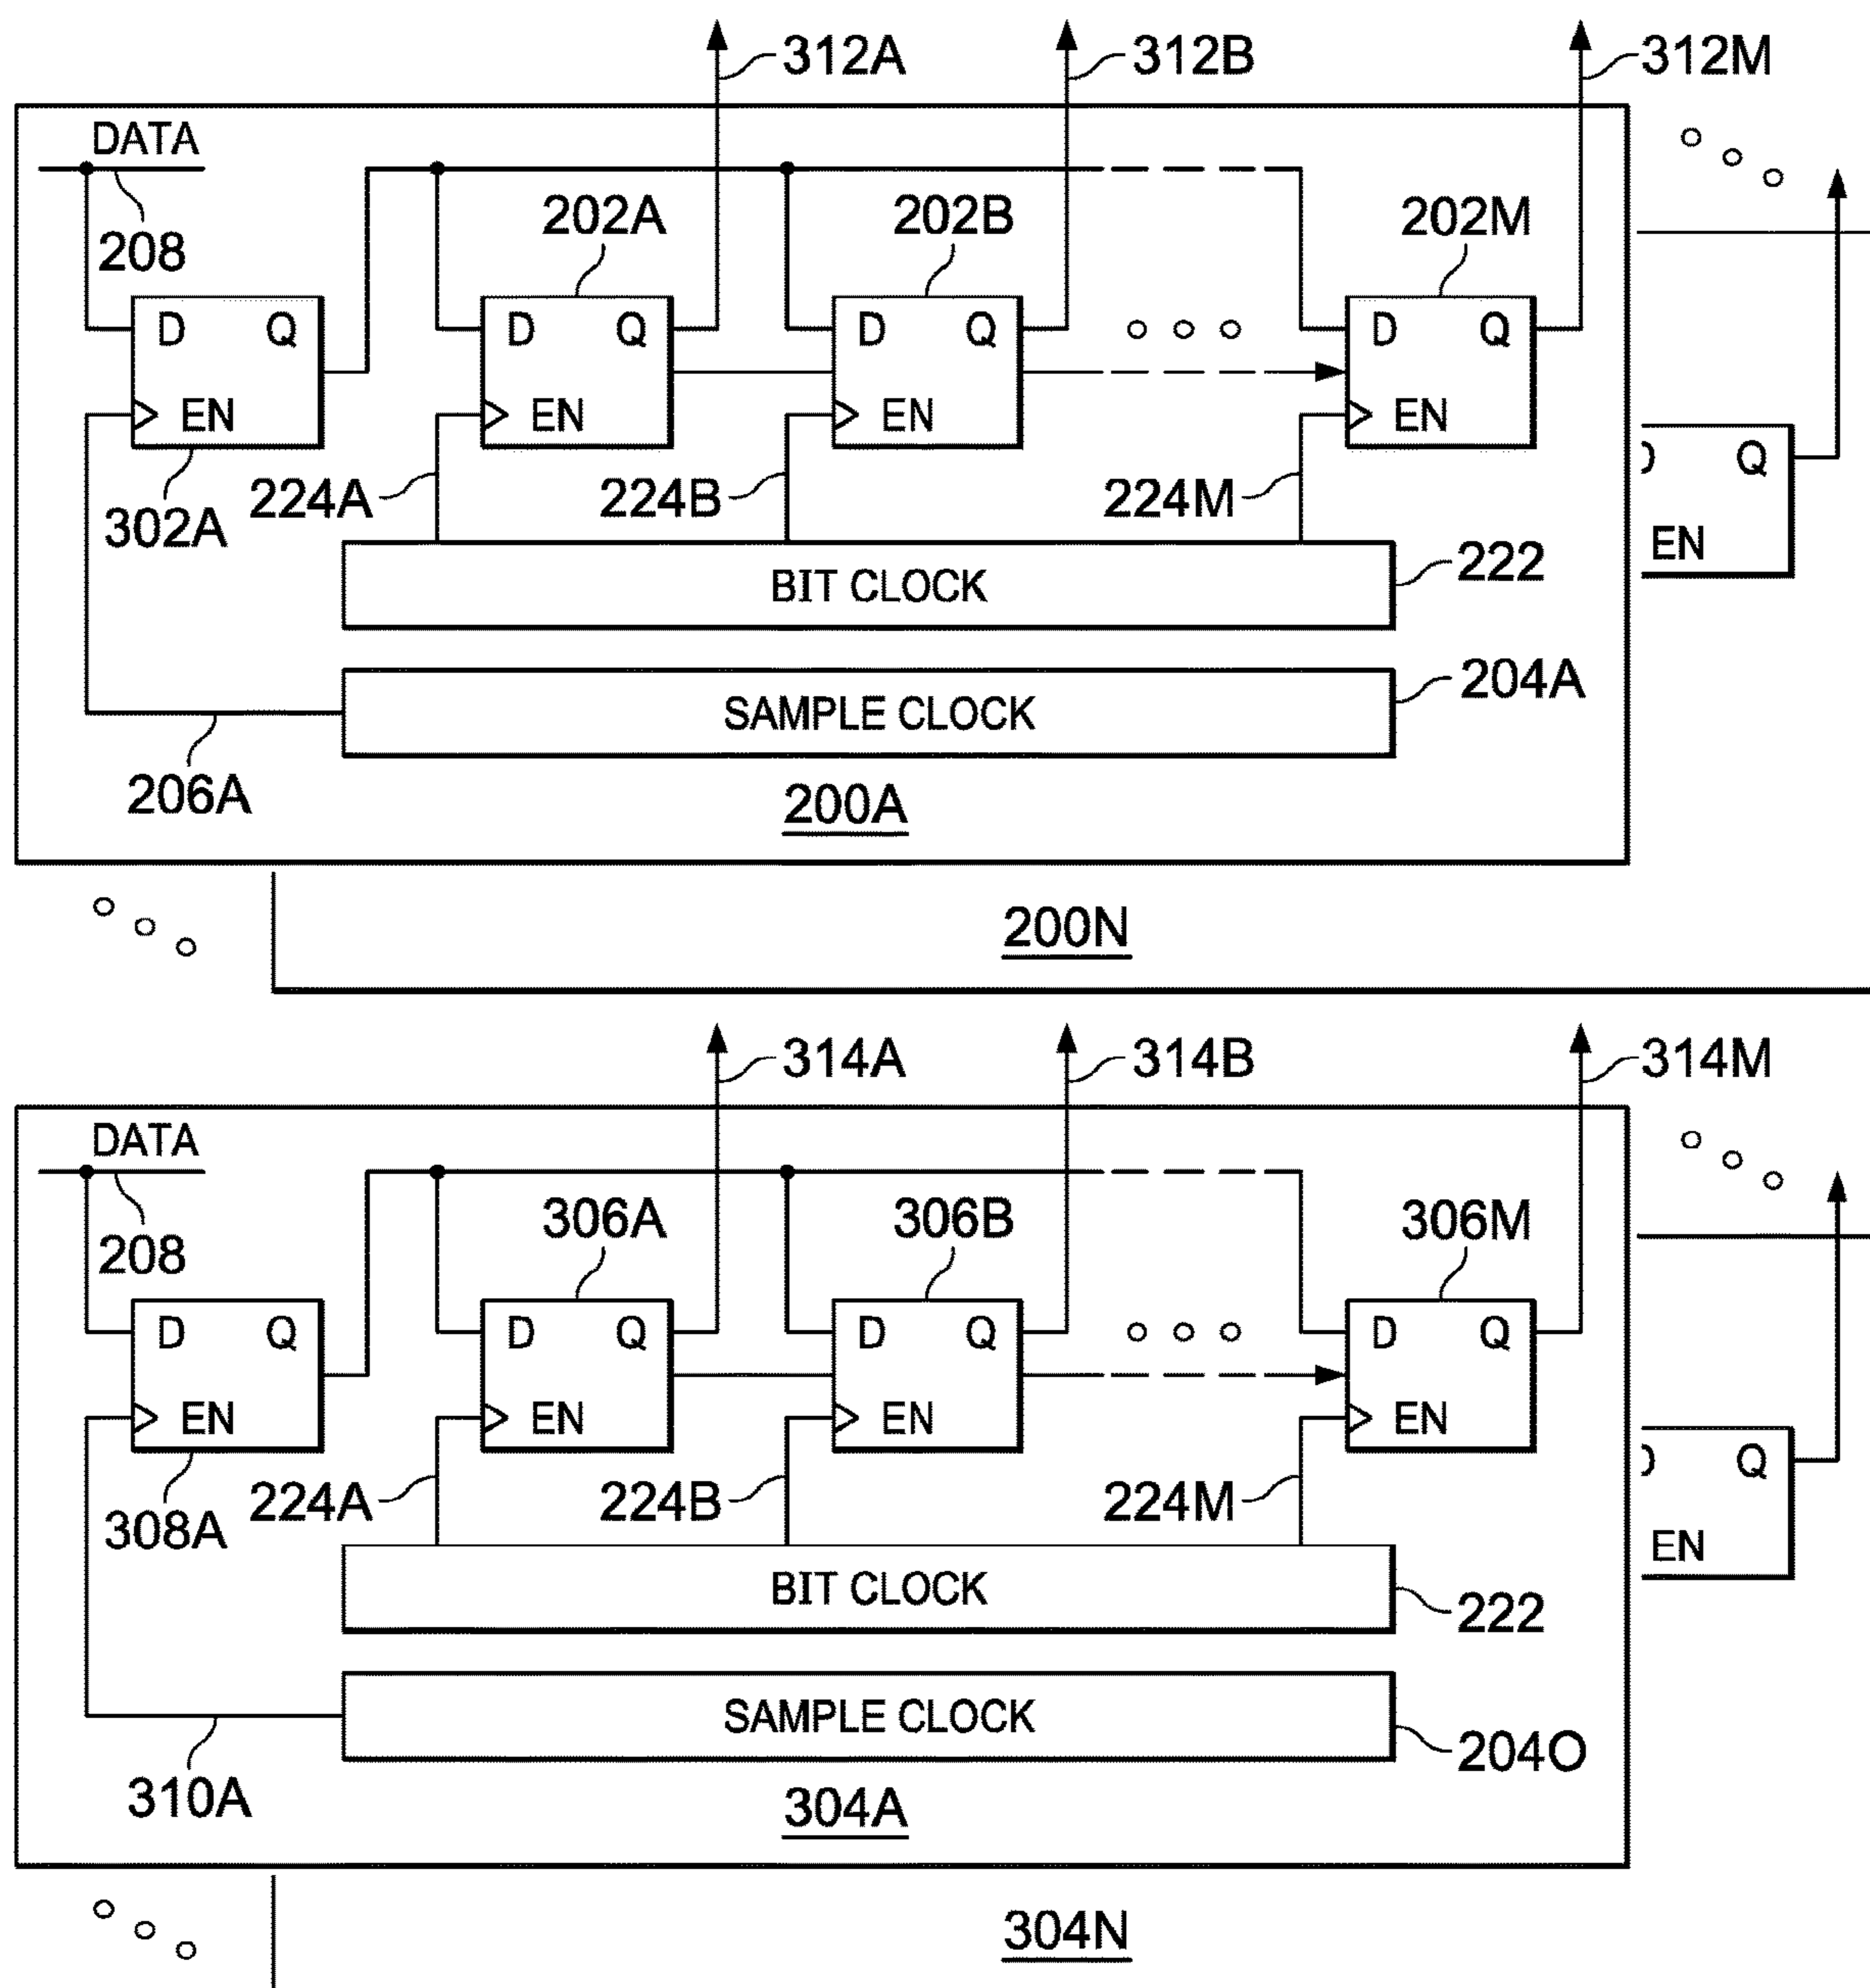 312A 312B 312M
DATA
208 202A 202B 202M
D Q D Q D Q D Q
EN EN EN EN
Q
302A 224A 224B 224M
EN
BIT CLOCK 222
SAMPLE CLOCK 204A
206A
200A
200N
314A 314B 314M
DATA
208 306A 306B 306M
D Q D Q D Q D Q
EN EN EN EN
Q
308A 224A 224B 224M
EN
BIT CLOCK 222
SAMPLE CLOCK 204O
310A
304A
304N